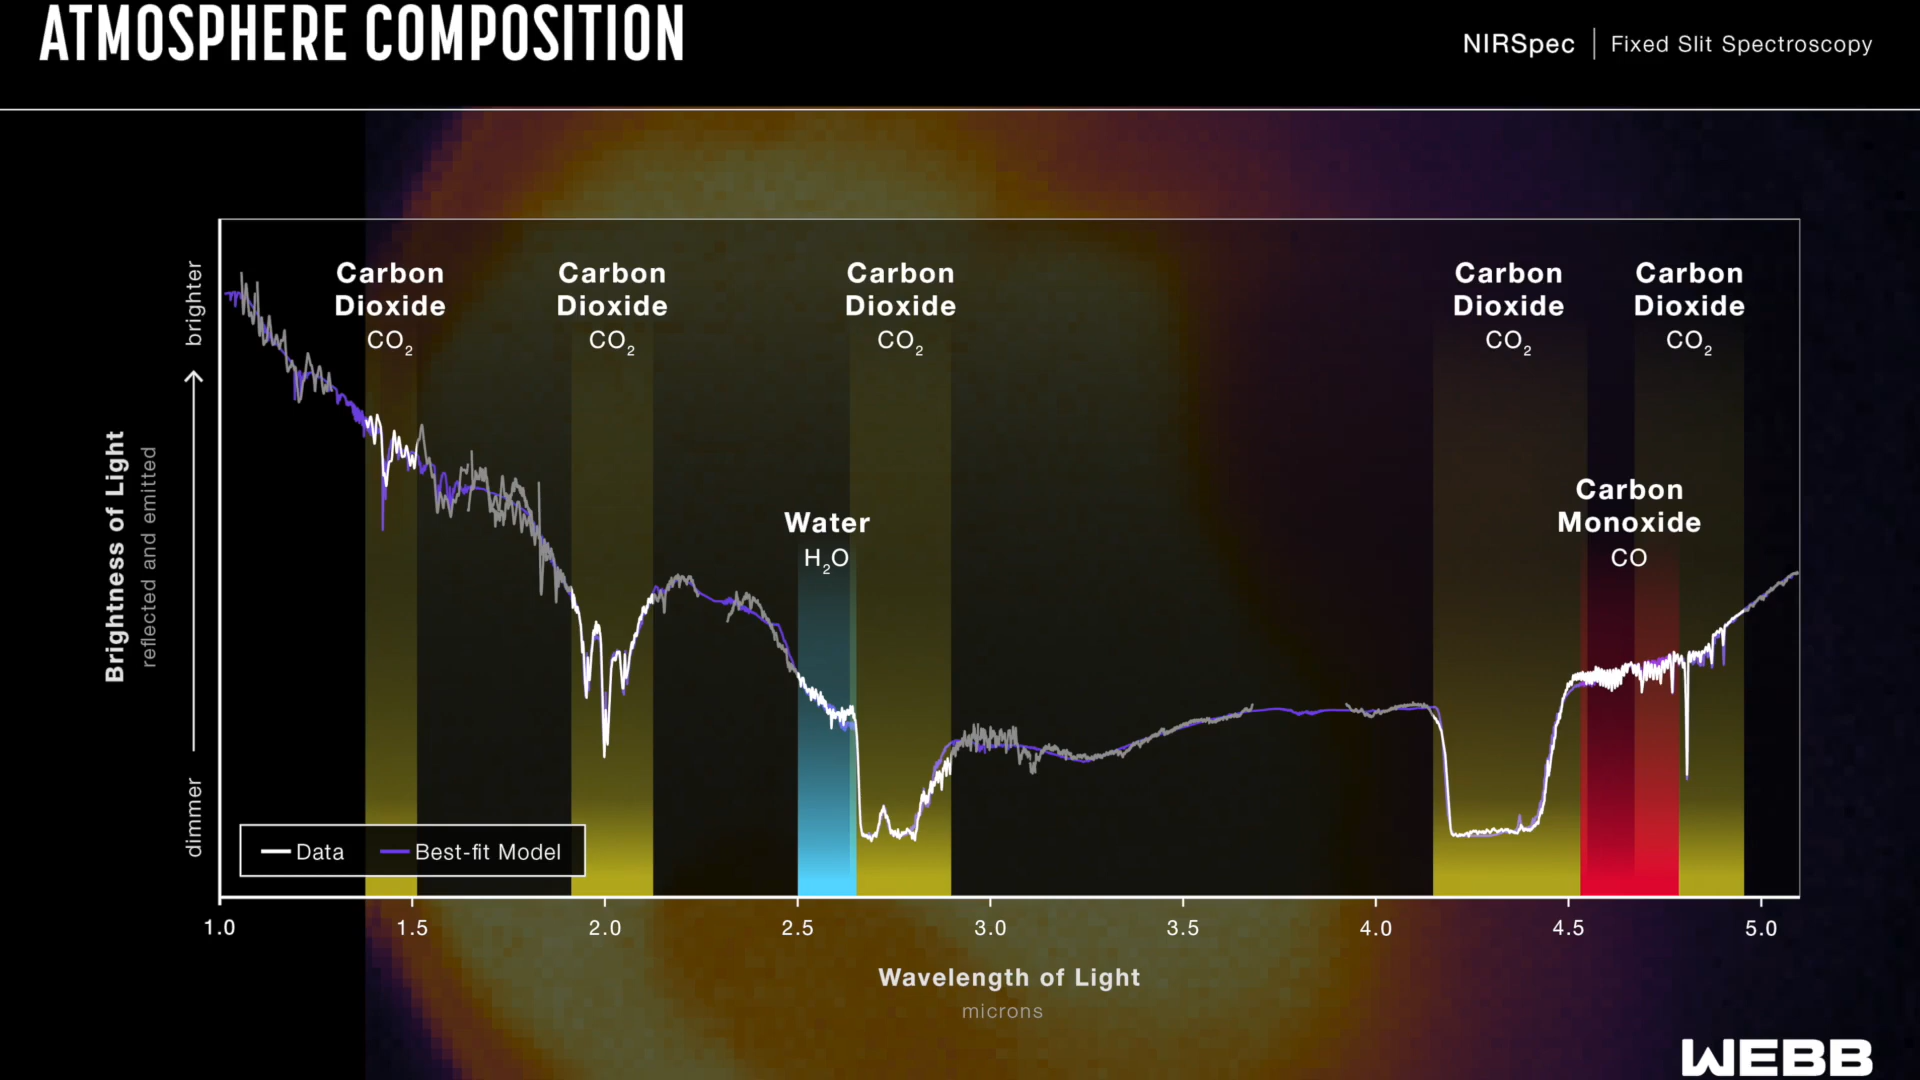 ATMOSPHERE COMPOSITION
NIRSpec | Fixed Slit Spectroscopy
Carbon
Dioxide
CO₂
Carbon
Dioxide
CO₂
Carbon
Dioxide
CO₂
Carbon
Dioxide
CO₂
Carbon
Dioxide
CO₂
Water
H₂O
Carbon
Monoxide
CO
brighter
dimmer
Brightness of Light
reflected and emitted
Data
Best-fit Model
1.0 1.5 2.0 2.5 3.0 3.5 4.0 4.5 5.0
Wavelength of Light
microns
WEBB